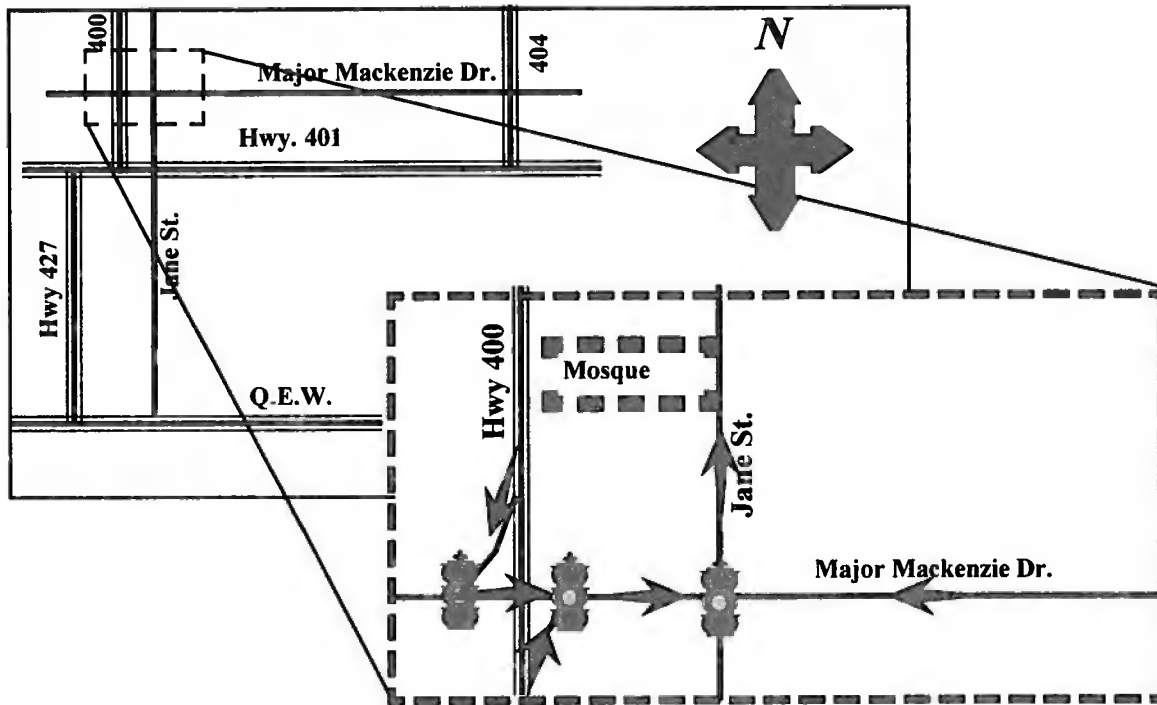 400
404
N
Major Mackenzie Dr.
Hwy. 401
Hwy 427
Jane St.
Q.E.W.
Hwy 400
Mosque
Jane St.
Major Mackenzie Dr.